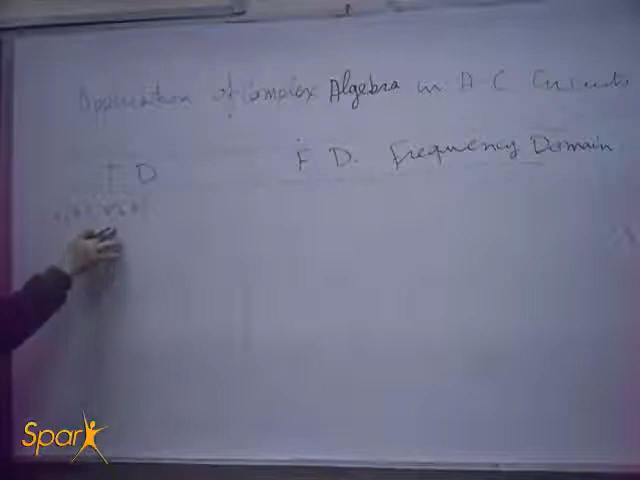 Application of Complex Algebra in A C Circuits
T D
F D. Frequency Domain
Spark